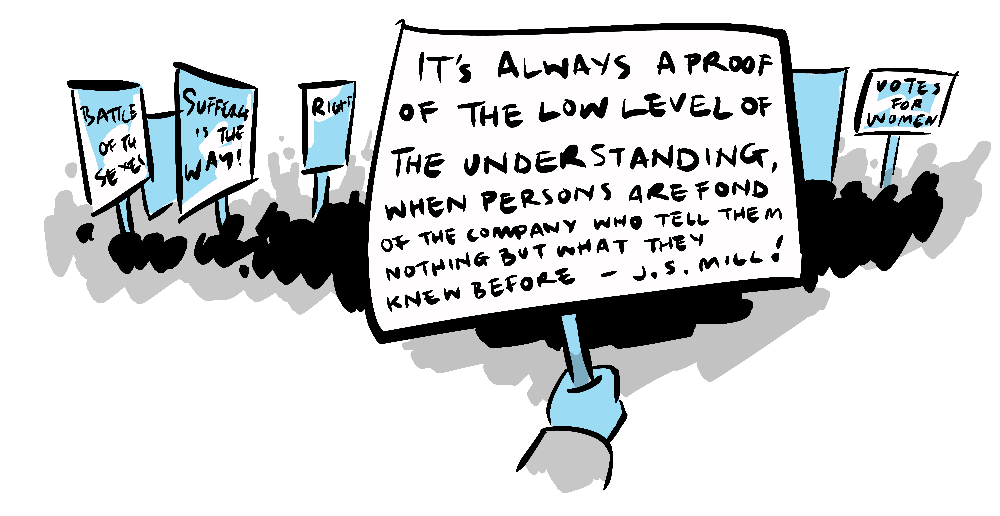 BATTLE
OF TH
SEXES
SUFFERG
IS THE
WAY!
RIGHT
IT'S ALWAYS A PROOF
OF THE LOW LEVEL OF
THE UNDERSTANDING,
WHEN PERSONS ARE FOND
OF THE COMPANY WHO TELL THEM
NOTHING BUT WHAT THEY
KNEW BEFORE - J.S. MILL!
VOTES
FOR
WOMEN